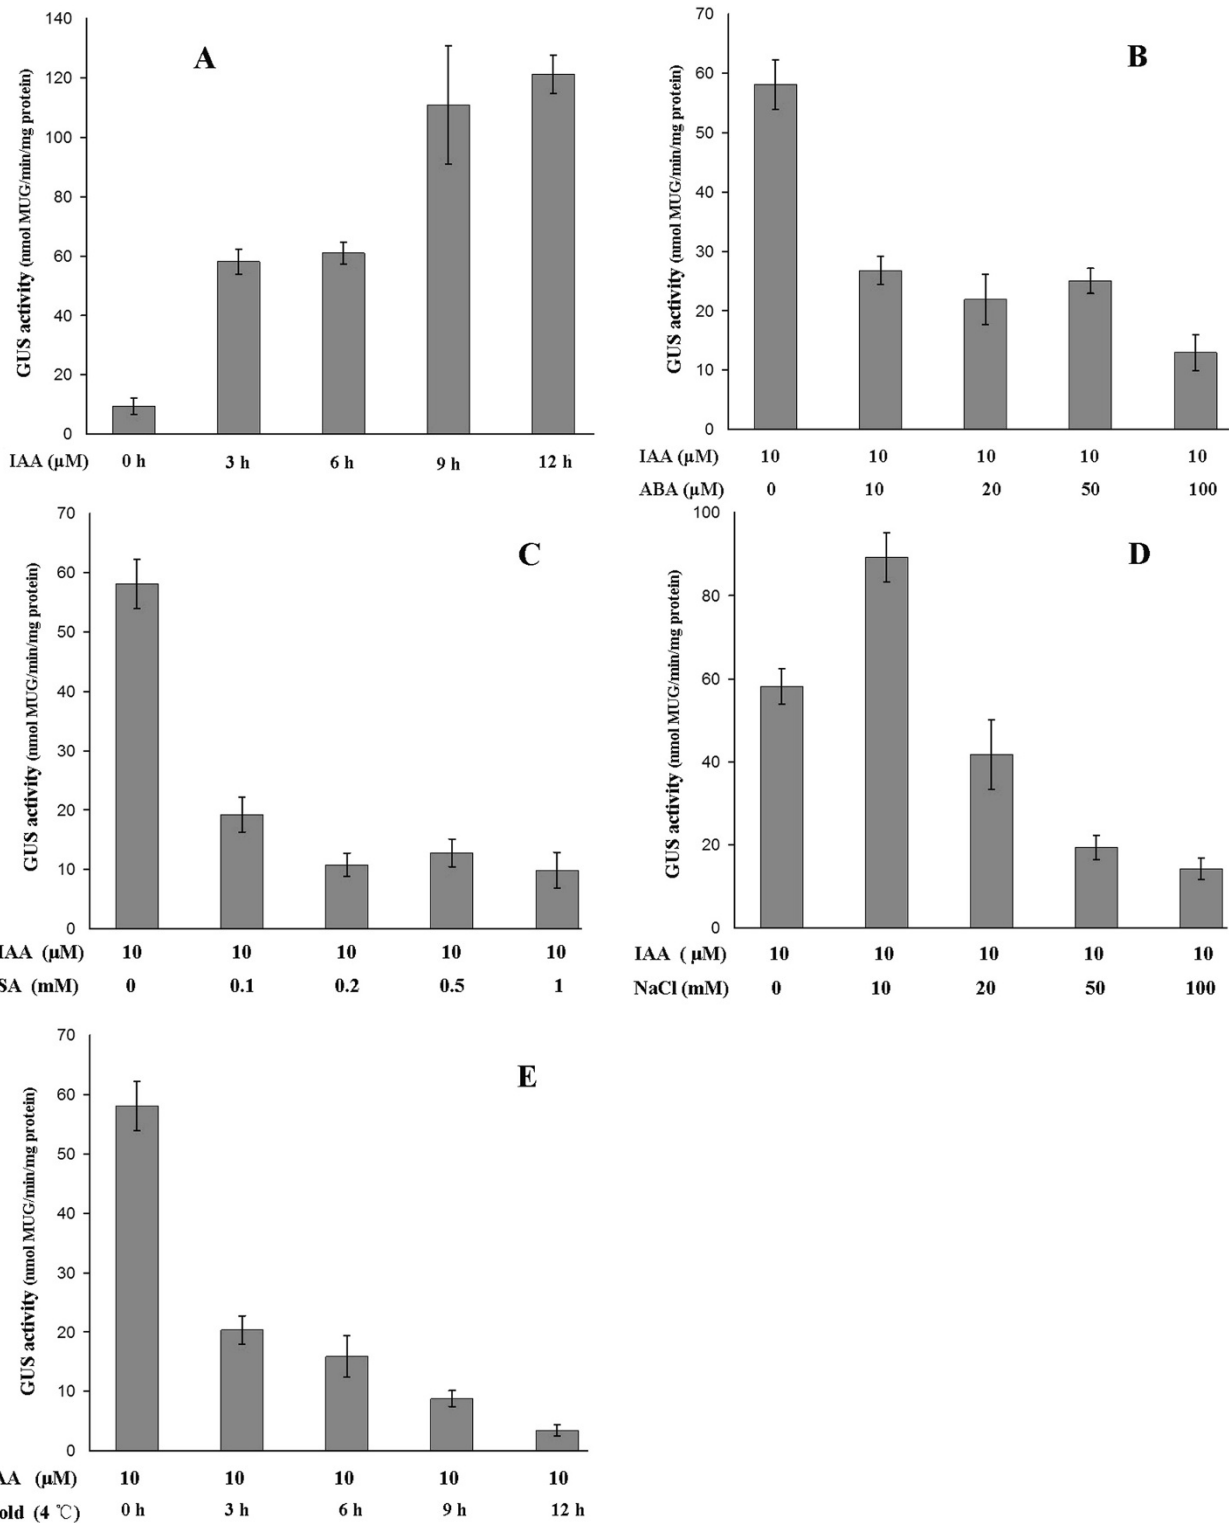 A
GUS activity (nmol MUG/min/mg protein)
140
120
100
80
60
40
20
0
IAA (µM) 0 h 3 h 6 h 9 h 12 h
B
GUS activity (nmol MUG/min/mg protein)
70
60
50
40
30
20
10
0
IAA (µM) 10 10 10 10 10
ABA (µM) 0 10 20 50 100
C
GUS activity (nmol MUG/min/mg protein)
70
60
50
40
30
20
10
0
IAA (µM) 10 10 10 10 10
SA (mM) 0 0.1 0.2 0.5 1
D
GUS activity (nmol MUG/min/mg protein)
100
80
60
40
20
0
IAA ( µM) 10 10 10 10 10
NaCl (mM) 0 10 20 50 100
E
GUS activity (nmol MUG/min/mg protein)
70
60
50
40
30
20
10
0
AA (µM) 10 10 10 10 10
old (4 ℃) 0 h 3 h 6 h 9 h 12 h